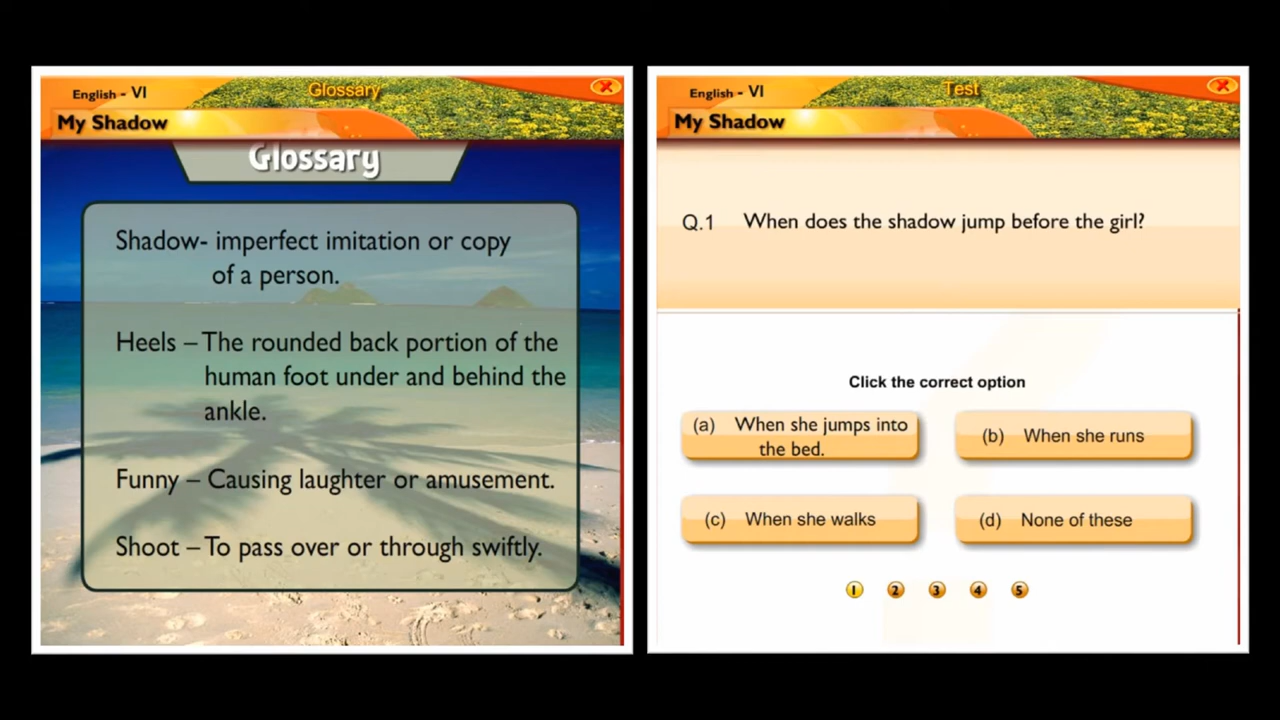 English - VI
Glossary
My Shadow
Glossary
Shadow- imperfect imitation or copy
of a person.
Heels – The rounded back portion of the
human foot under and behind the
ankle.
Funny – Causing laughter or amusement.
Shoot – To pass over or through swiftly.
English - VI
Test
My Shadow
Q.1 When does the shadow jump before the girl?
Click the correct option
(a) When she jumps into
the bed.
(b) When she runs
(c) When she walks
(d) None of these
1 2 3 4 5